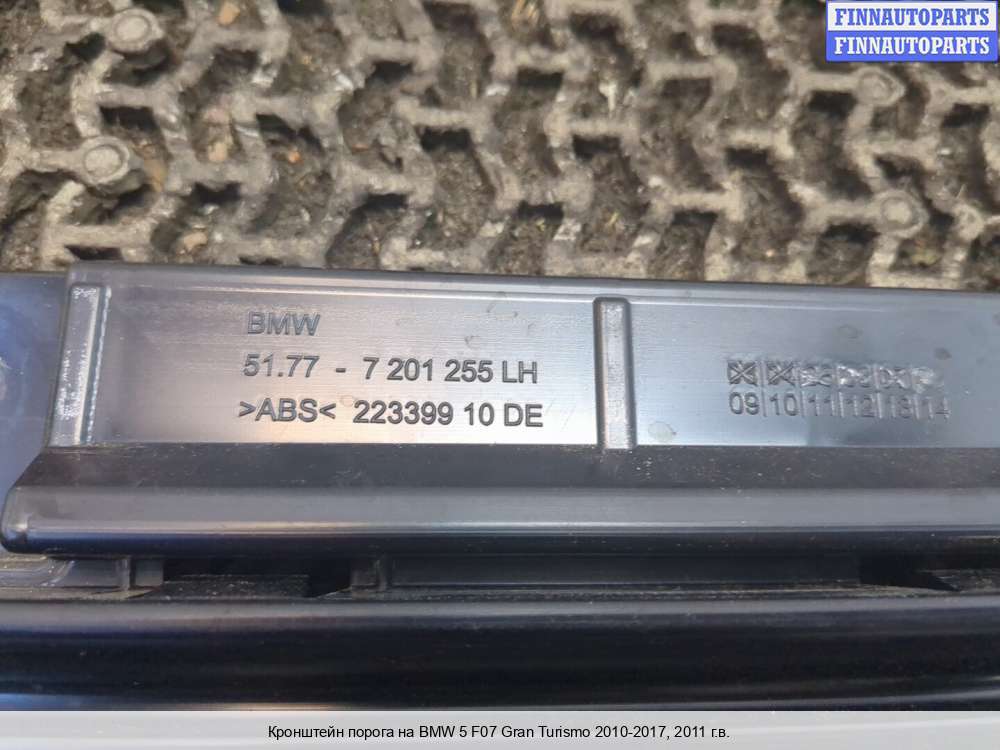 FINNAUTOPARTS
FINNAUTOPARTS
BMW
51.77 - 7 201 255 LH
>ABS< 223399 10 DE
09|10|11|12|13|14
Кронштейн порога на BMW 5 F07 Gran Turismo 2010-2017, 2011 г.в.